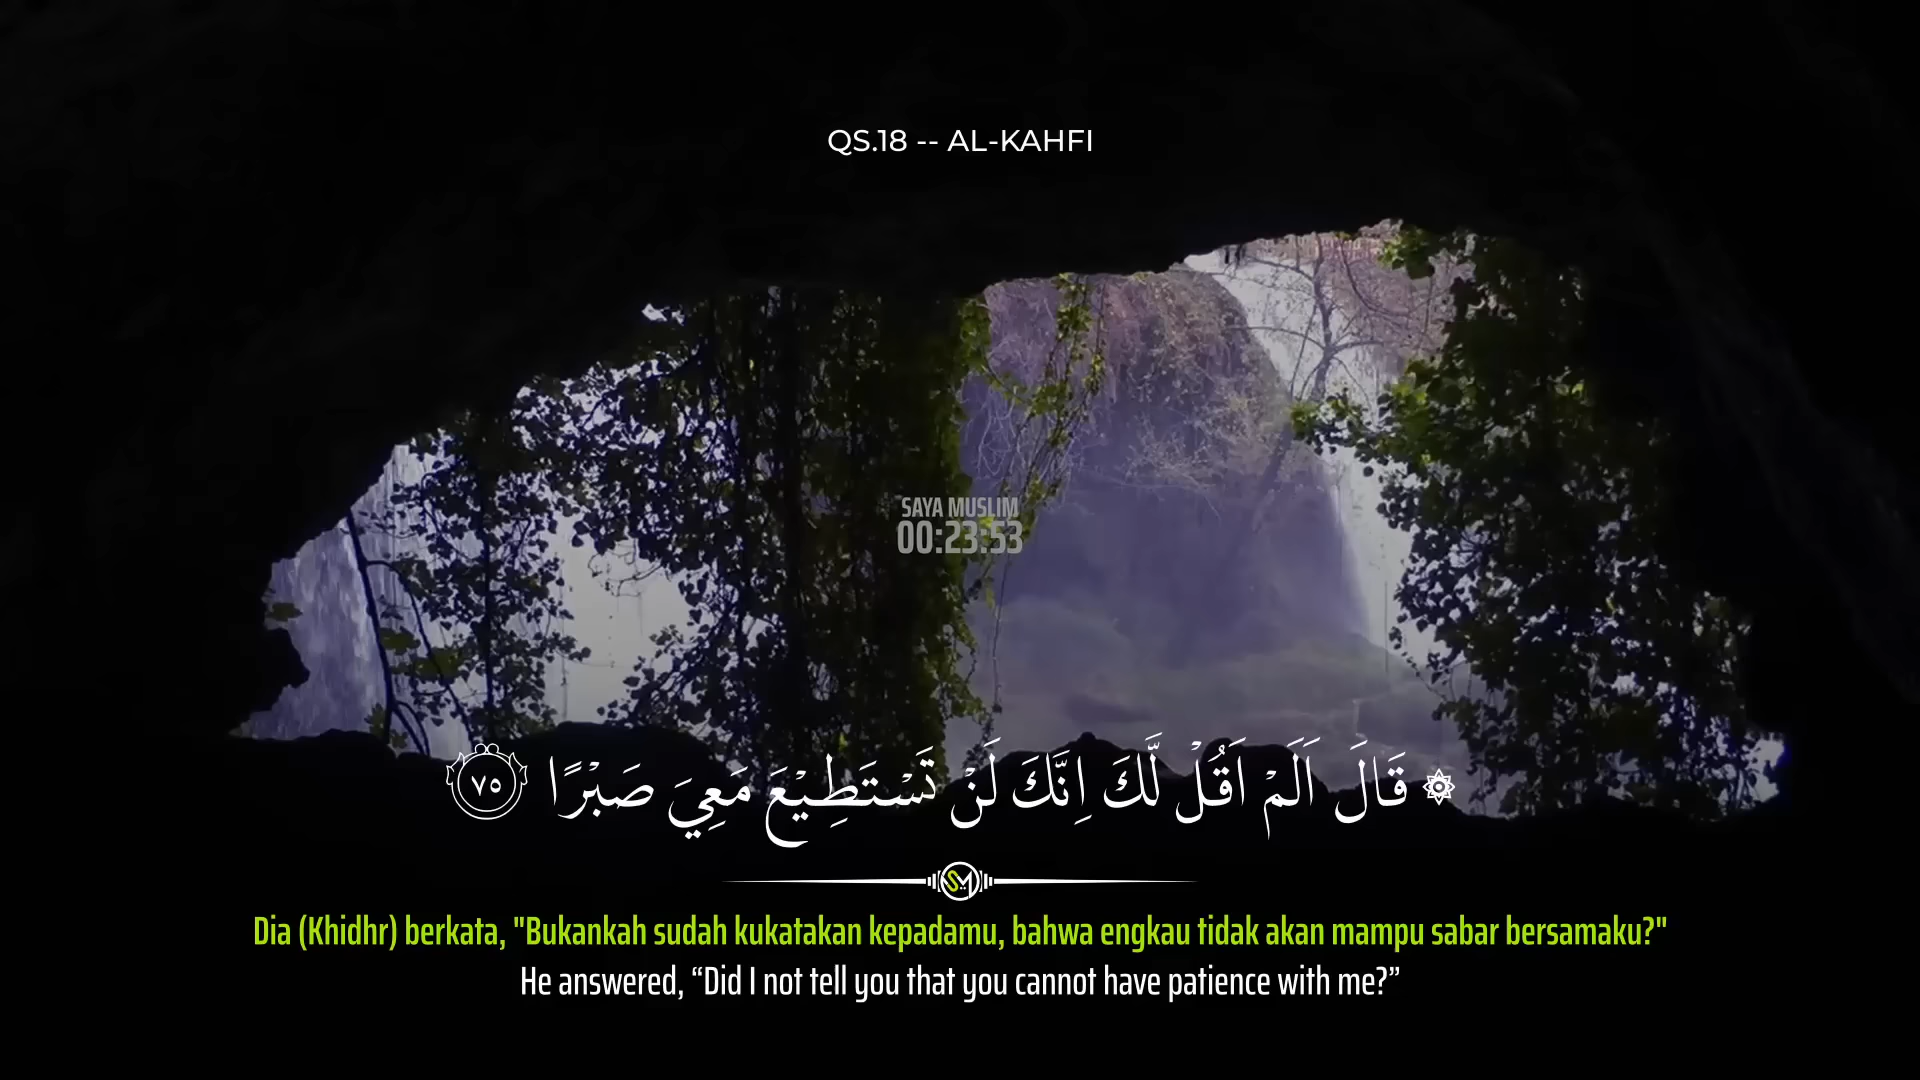 QS.18 -- AL-KAHFI
SAYA MUSLIM
00:23:53
۞ قَالَ اَلَمْ اَقُلْ لَّكَ اِنَّكَ لَنْ تَسْتَطِيْعَ مَعِيَ صَبْرًا ٧٥
SM
Dia (Khidhr) berkata, "Bukankah sudah kukatakan kepadamu, bahwa engkau tidak akan mampu sabar bersamaku?"
He answered, “Did I not tell you that you cannot have patience with me?”